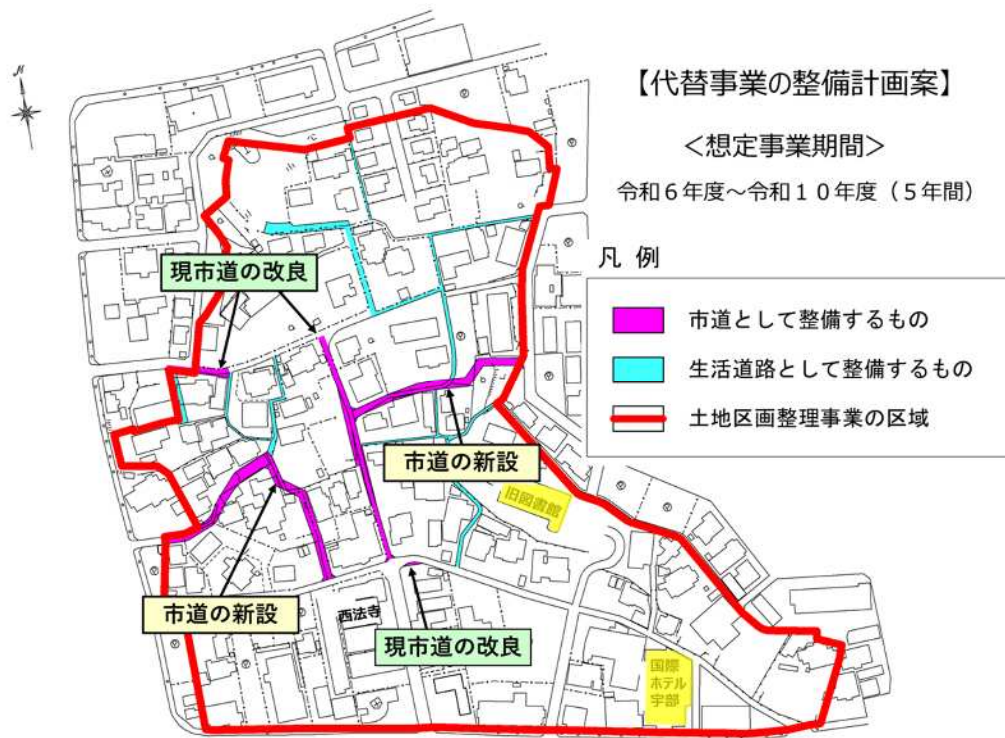 【代替事業の整備計画案】
＜想定事業期間＞
令和６年度～令和１０年度（５年間）
凡 例
市道として整備するもの
生活道路として整備するもの
土地区画整理事業の区域
N
現市道の改良
市道の新設
旧図書館
市道の新設
西法寺
現市道の改良
国際
ホテル
宇部